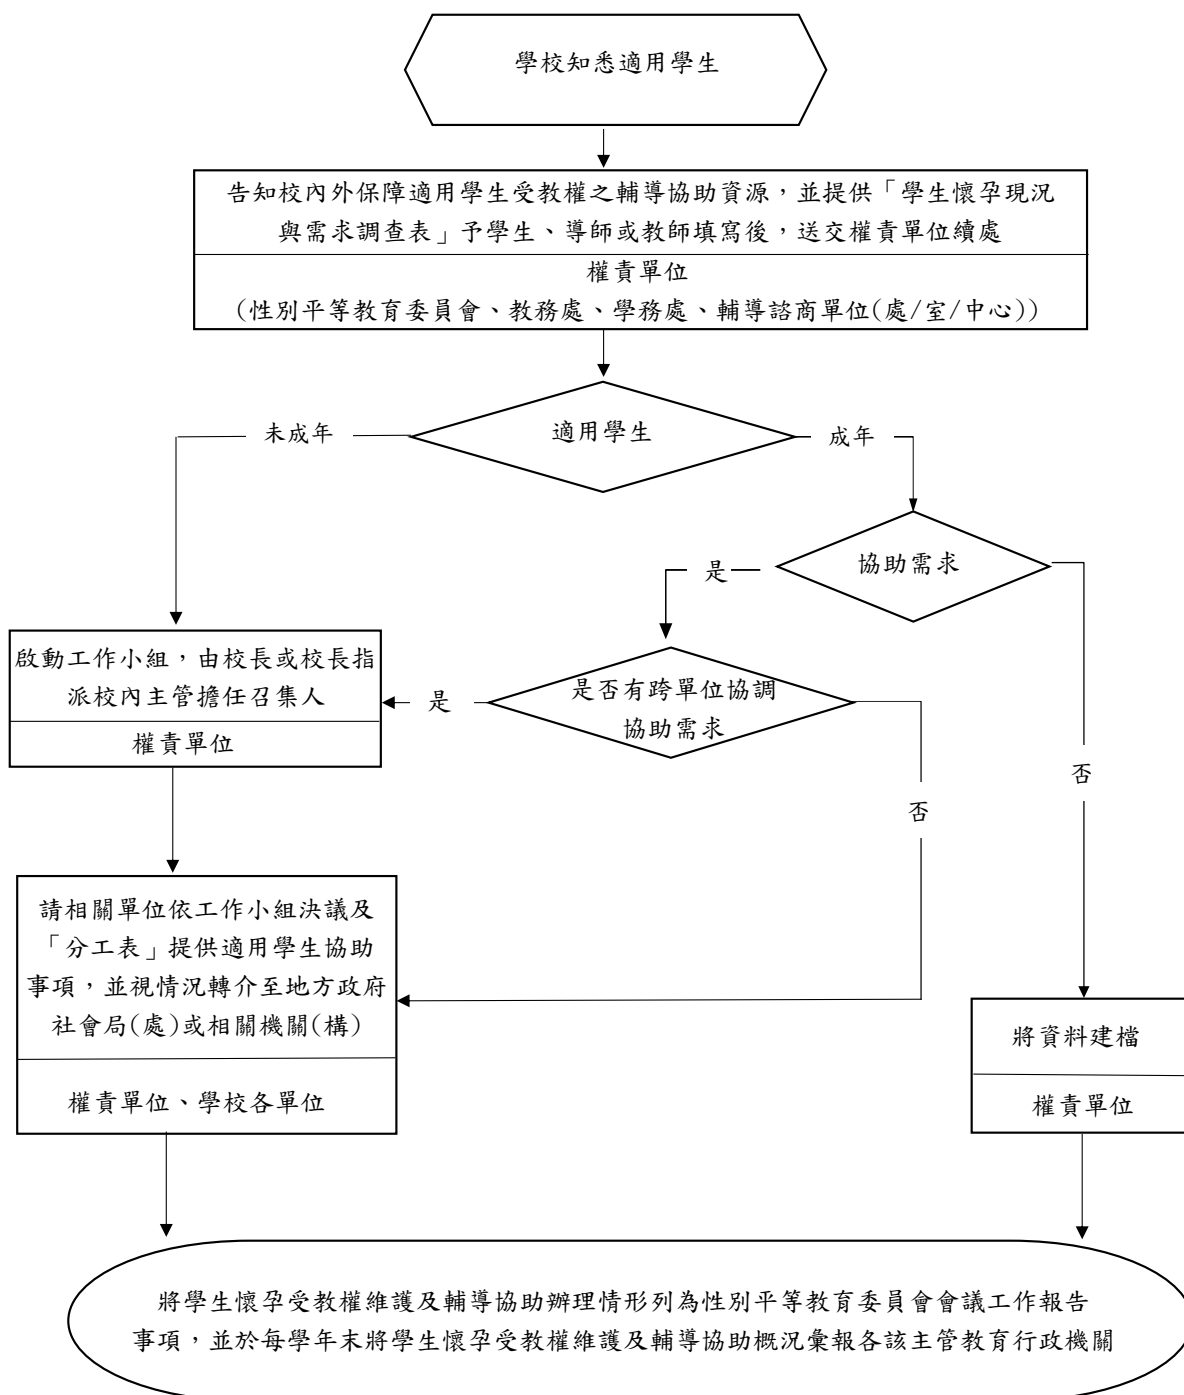 學校知悉適用學生
告知校內外保障適用學生受教權之輔導協助資源，並提供「學生懷孕現況
與需求調查表」予學生、導師或教師填寫後，送交權責單位續處
權責單位
(性別平等教育委員會、教務處、學務處、輔導諮商單位(處/室/中心))
適用學生
未成年
成年
協助需求
是
否
是否有跨單位協調
協助需求
是
否
啟動工作小組，由校長或校長指
派校內主管擔任召集人
權責單位
請相關單位依工作小組決議及
「分工表」提供適用學生協助
事項，並視情況轉介至地方政府
社會局(處)或相關機關(構)
權責單位、學校各單位
將資料建檔
權責單位
將學生懷孕受教權維護及輔導協助辦理情形列為性別平等教育委員會會議工作報告
事項，並於每學年末將學生懷孕受教權維護及輔導協助概況彙報各該主管教育行政機關